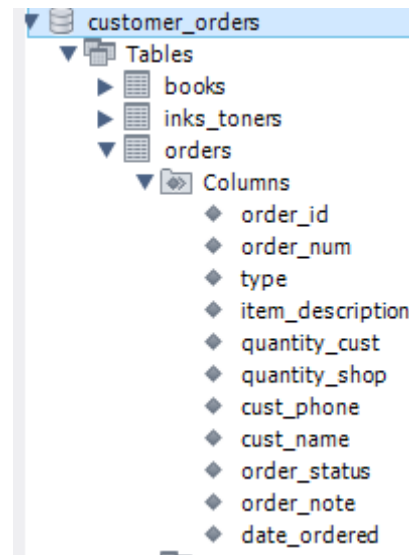 customer_orders
Tables
books
inks_toners
orders
Columns
order_id
order_num
type
item_description
quantity_cust
quantity_shop
cust_phone
cust_name
order_status
order_note
date_ordered